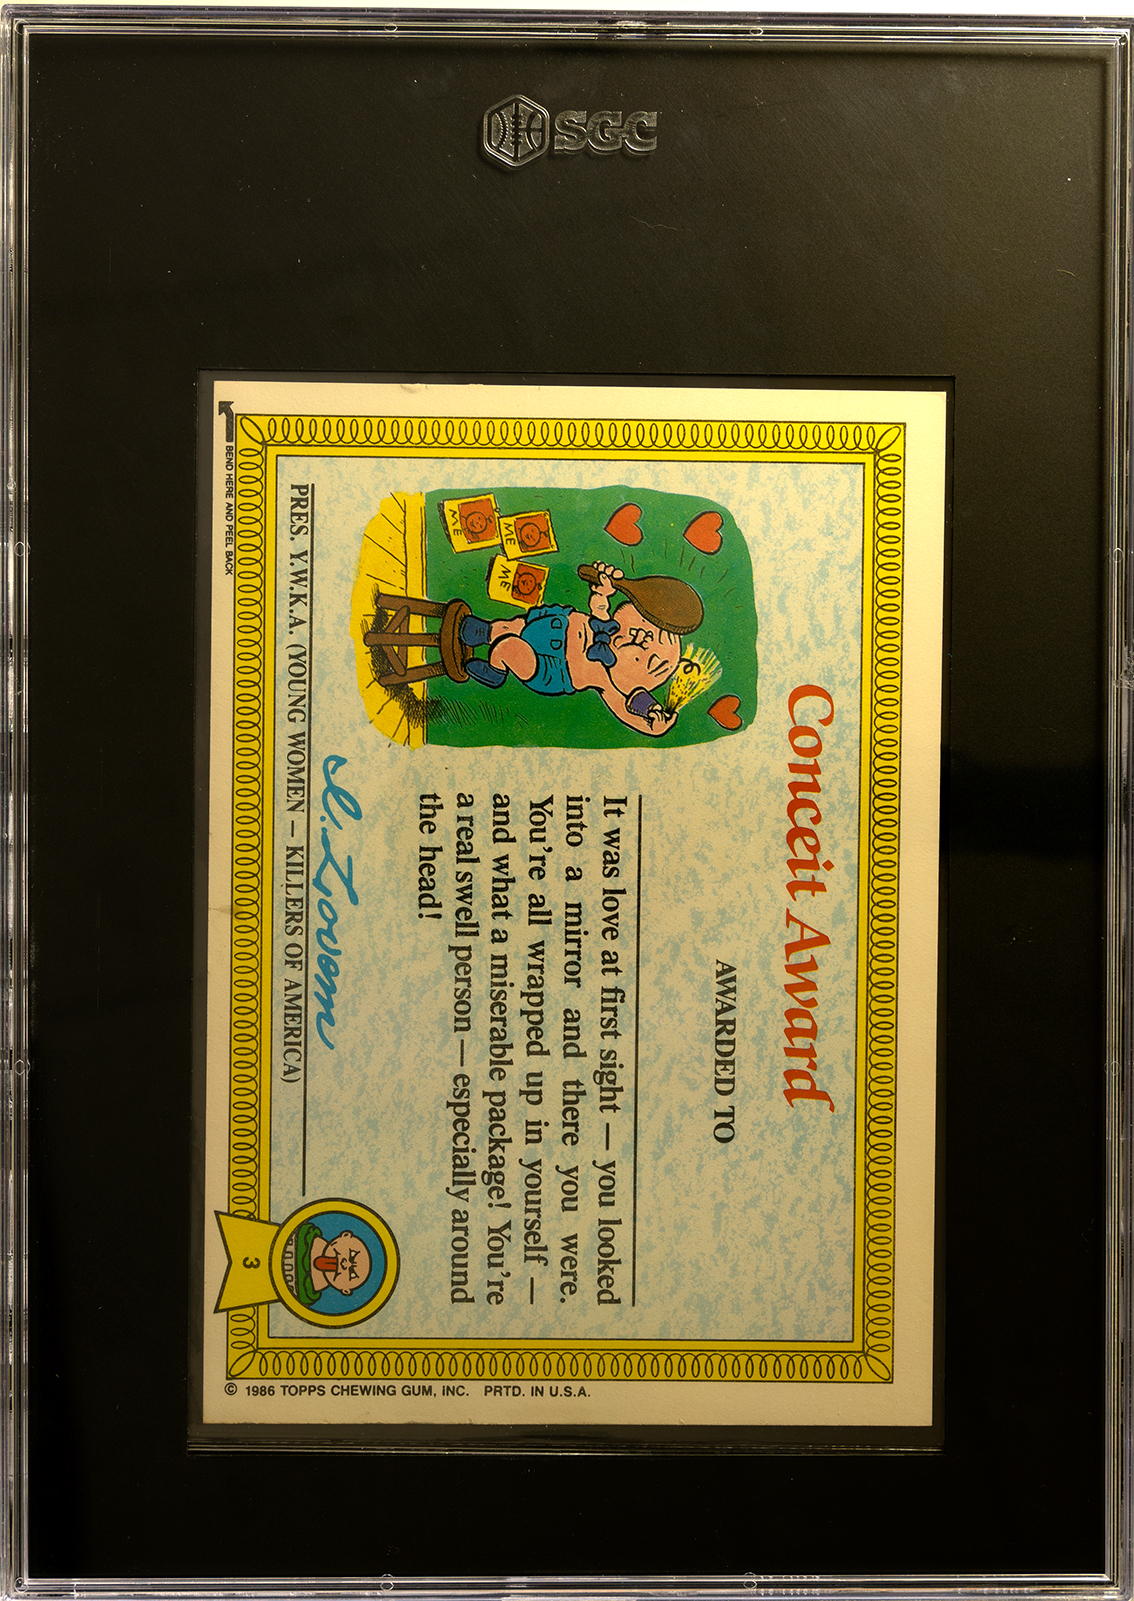 SGC
Conceit Award
AWARDED TO
It was love at first sight — you looked
into a mirror and there you were.
You're all wrapped up in yourself —
and what a miserable package! You're
a real swell person — especially around
the head!
ME
ME
ME
PRES. Y.W.K.A. (YOUNG WOMEN – KILLERS OF AMERICA)
3
BEND HERE AND PEEL BACK
© 1986 TOPPS CHEWING GUM, INC. PRTD. IN U.S.A.